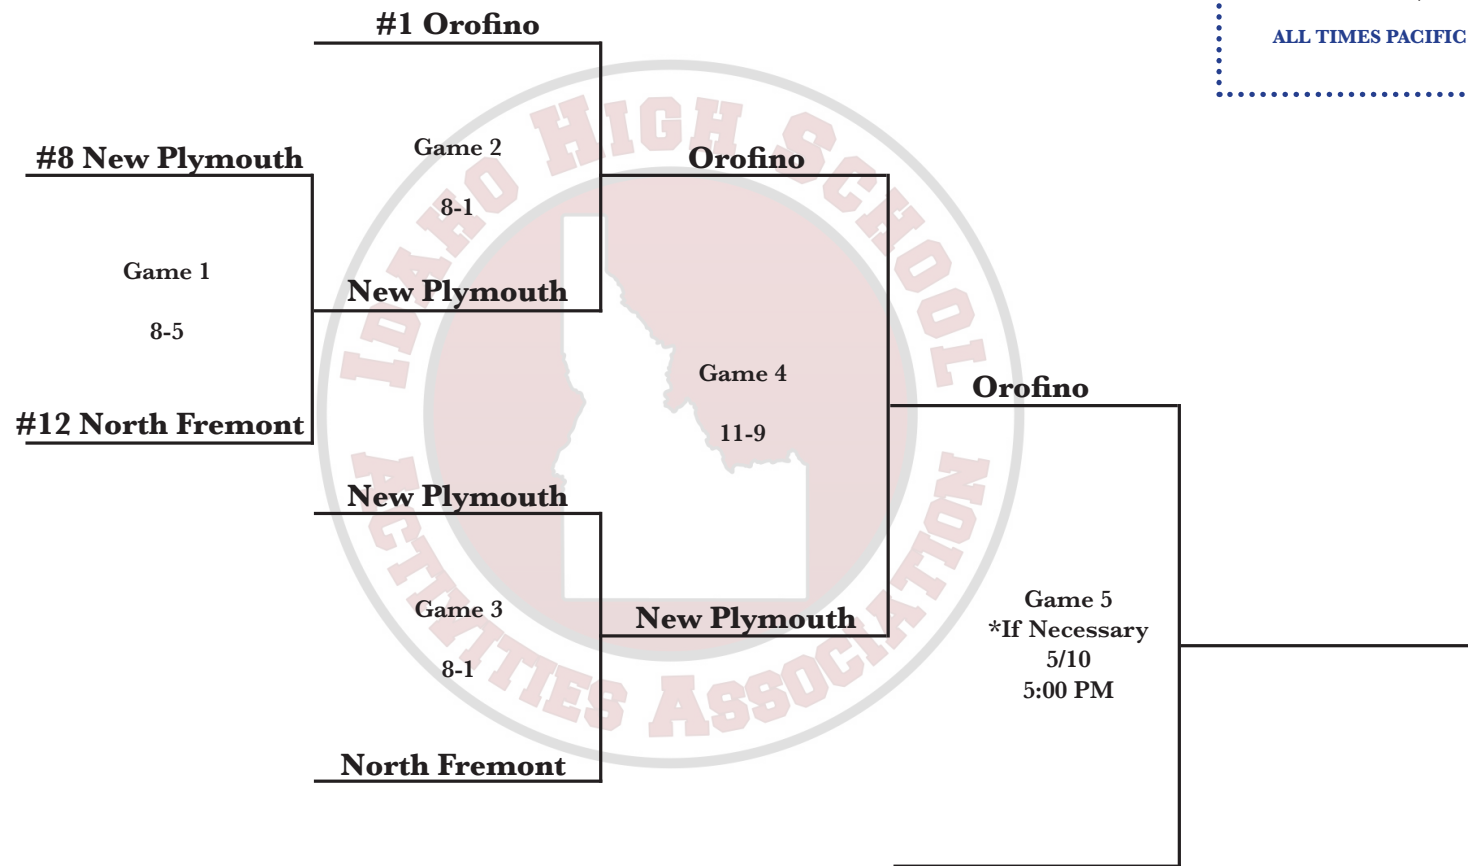 #1 Orofino
ALL TIMES PACIFIC
#8 New Plymouth
Game 2
8-1
Orofino
Game 1
8-5
New Plymouth
#12 North Fremont
Game 4
11-9
Orofino
New Plymouth
Game 3
8-1
New Plymouth
North Fremont
Game 5
*If Necessary
5/10
5:00 PM
IDAHO HIGH SCHOOL
ACTIVITIES ASSOCIATION